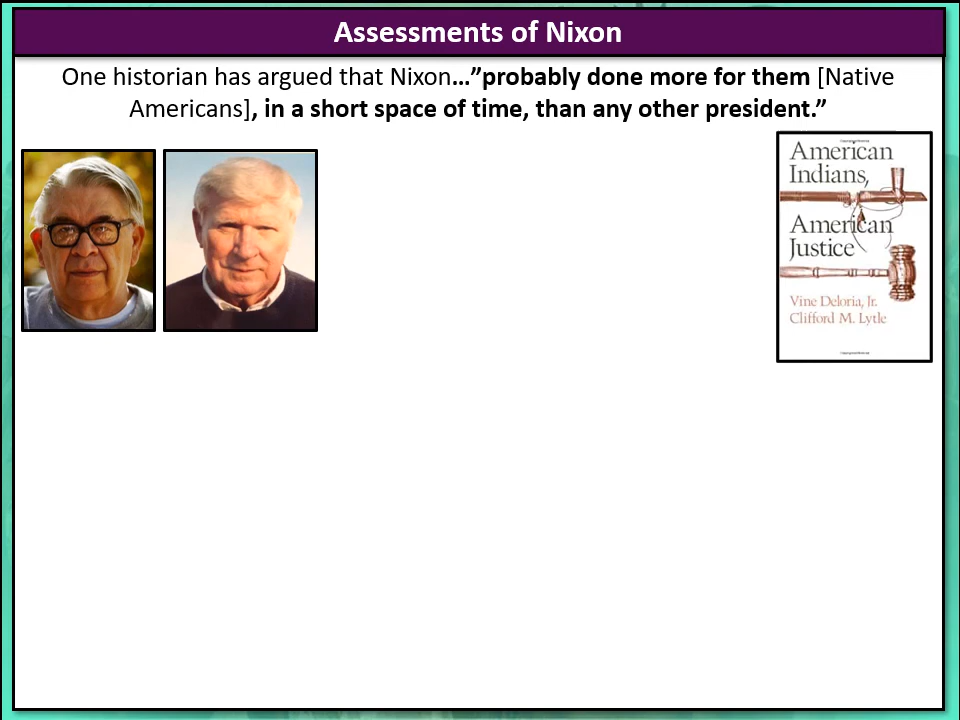 Assessments of Nixon
One historian has argued that Nixon…”probably done more for them [Native
Americans], in a short space of time, than any other president.”
American
Indians,
American
Justice
Vine Deloria, Jr.
Clifford M. Lytle